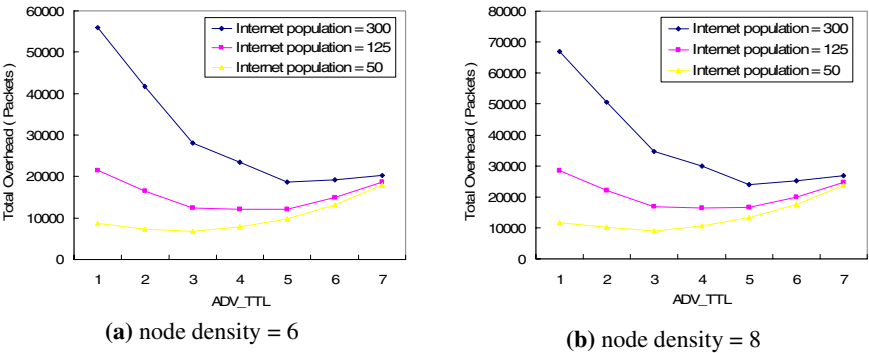 60000
50000
40000
30000
20000
10000
0
Total Overhead ( Packets )
Internet population = 300
Internet population = 125
Internet population = 50
1 2 3 4 5 6 7
ADV_TTL
(a) node density = 6
80000
70000
60000
50000
40000
30000
20000
10000
0
Total Overhead ( Packets )
Internet population = 300
Internet population = 125
Internet population = 50
1 2 3 4 5 6 7
ADV_TTL
(b) node density = 8